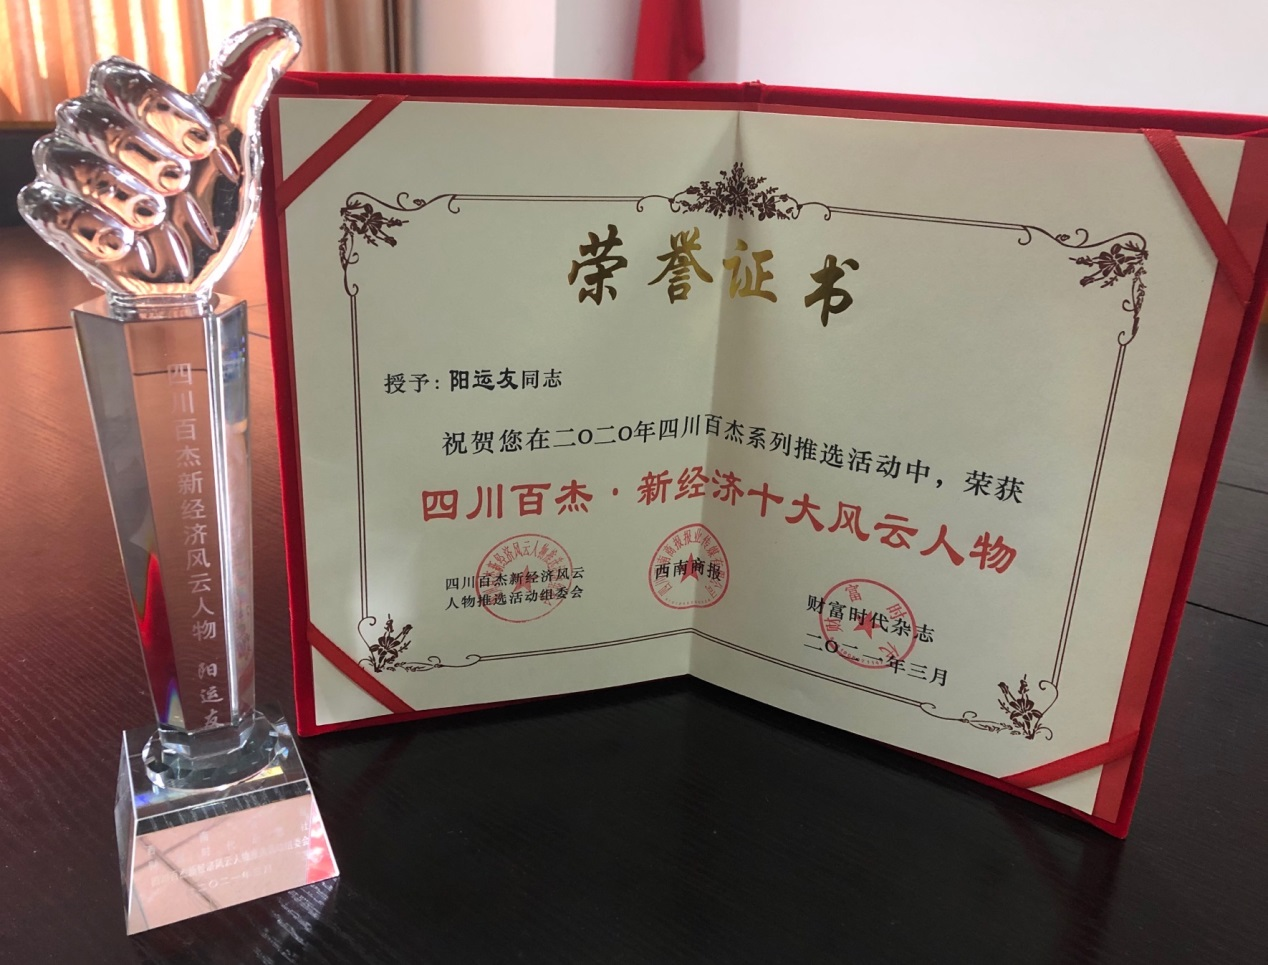 四川百杰新经济风云人物 阳运友
荣誉证书
授予：阳运友同志
祝贺您在二〇二〇年四川百杰系列推选活动中，荣获
四川百杰·新经济十大风云人物
四川百杰新经济风云
人物推选活动组委会
西南商报
财富时代杂志
二〇二一年三月